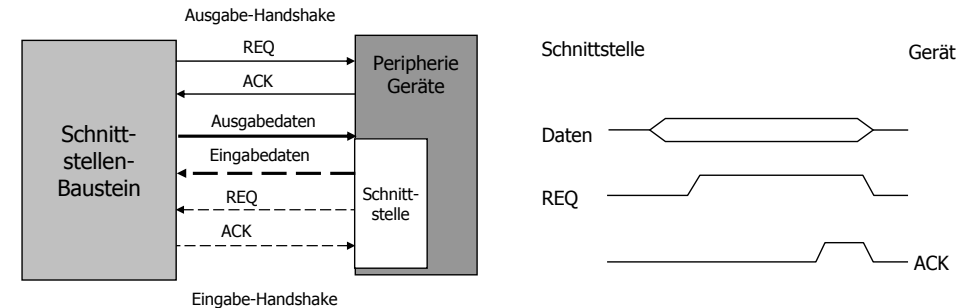 Ausgabe-Handshake
REQ
ACK
Ausgabedaten
Eingabedaten
REQ
ACK
Eingabe-Handshake
Schnitt-
stellen-
Baustein
Peripherie
Geräte
Schnitt-
stelle
Schnittstelle
Gerät
Daten
REQ
ACK